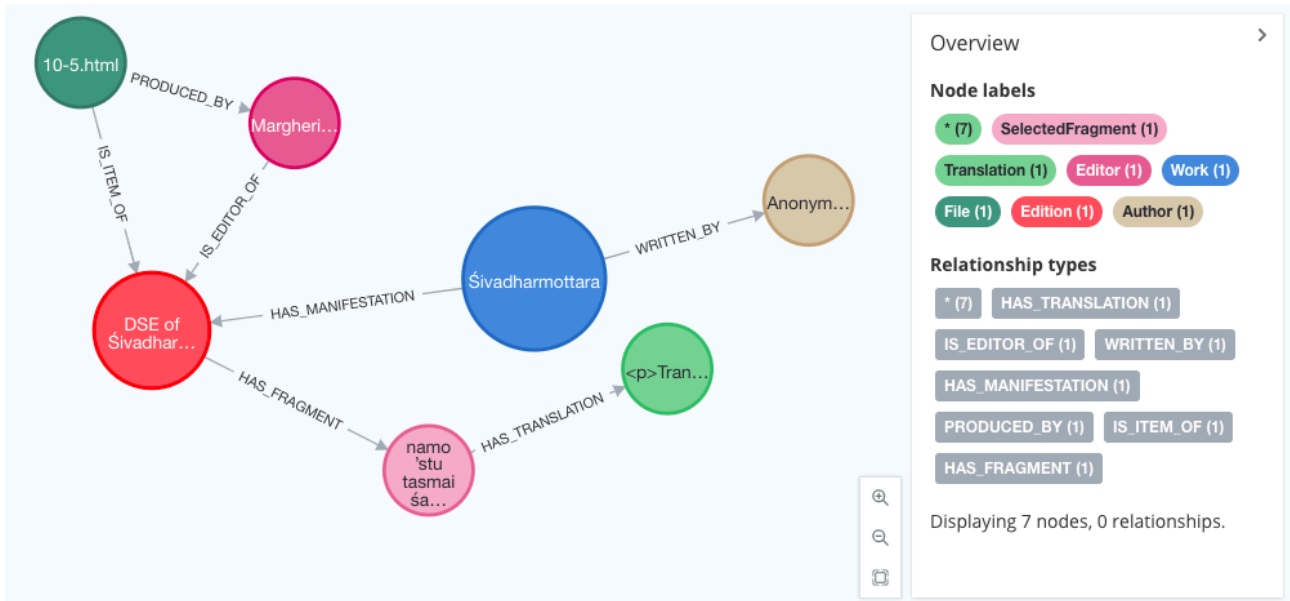 10-5.html
PRODUCED_BY
Margheri…
IS_ITEM_OF
IS_EDITOR_OF
DSE of
Śivadhar…
HAS_MANIFESTATION
Śivadharmottara
WRITTEN_BY
Anonym…
HAS_FRAGMENT
namo
'stu
tasmai
śa…
HAS_TRANSLATION
<p>Tran…
Overview
Node labels
* (7) SelectedFragment (1)
Translation (1) Editor (1) Work (1)
File (1) Edition (1) Author (1)
Relationship types
* (7) HAS_TRANSLATION (1)
IS_EDITOR_OF (1) WRITTEN_BY (1)
HAS_MANIFESTATION (1)
PRODUCED_BY (1) IS_ITEM_OF (1)
HAS_FRAGMENT (1)
Displaying 7 nodes, 0 relationships.